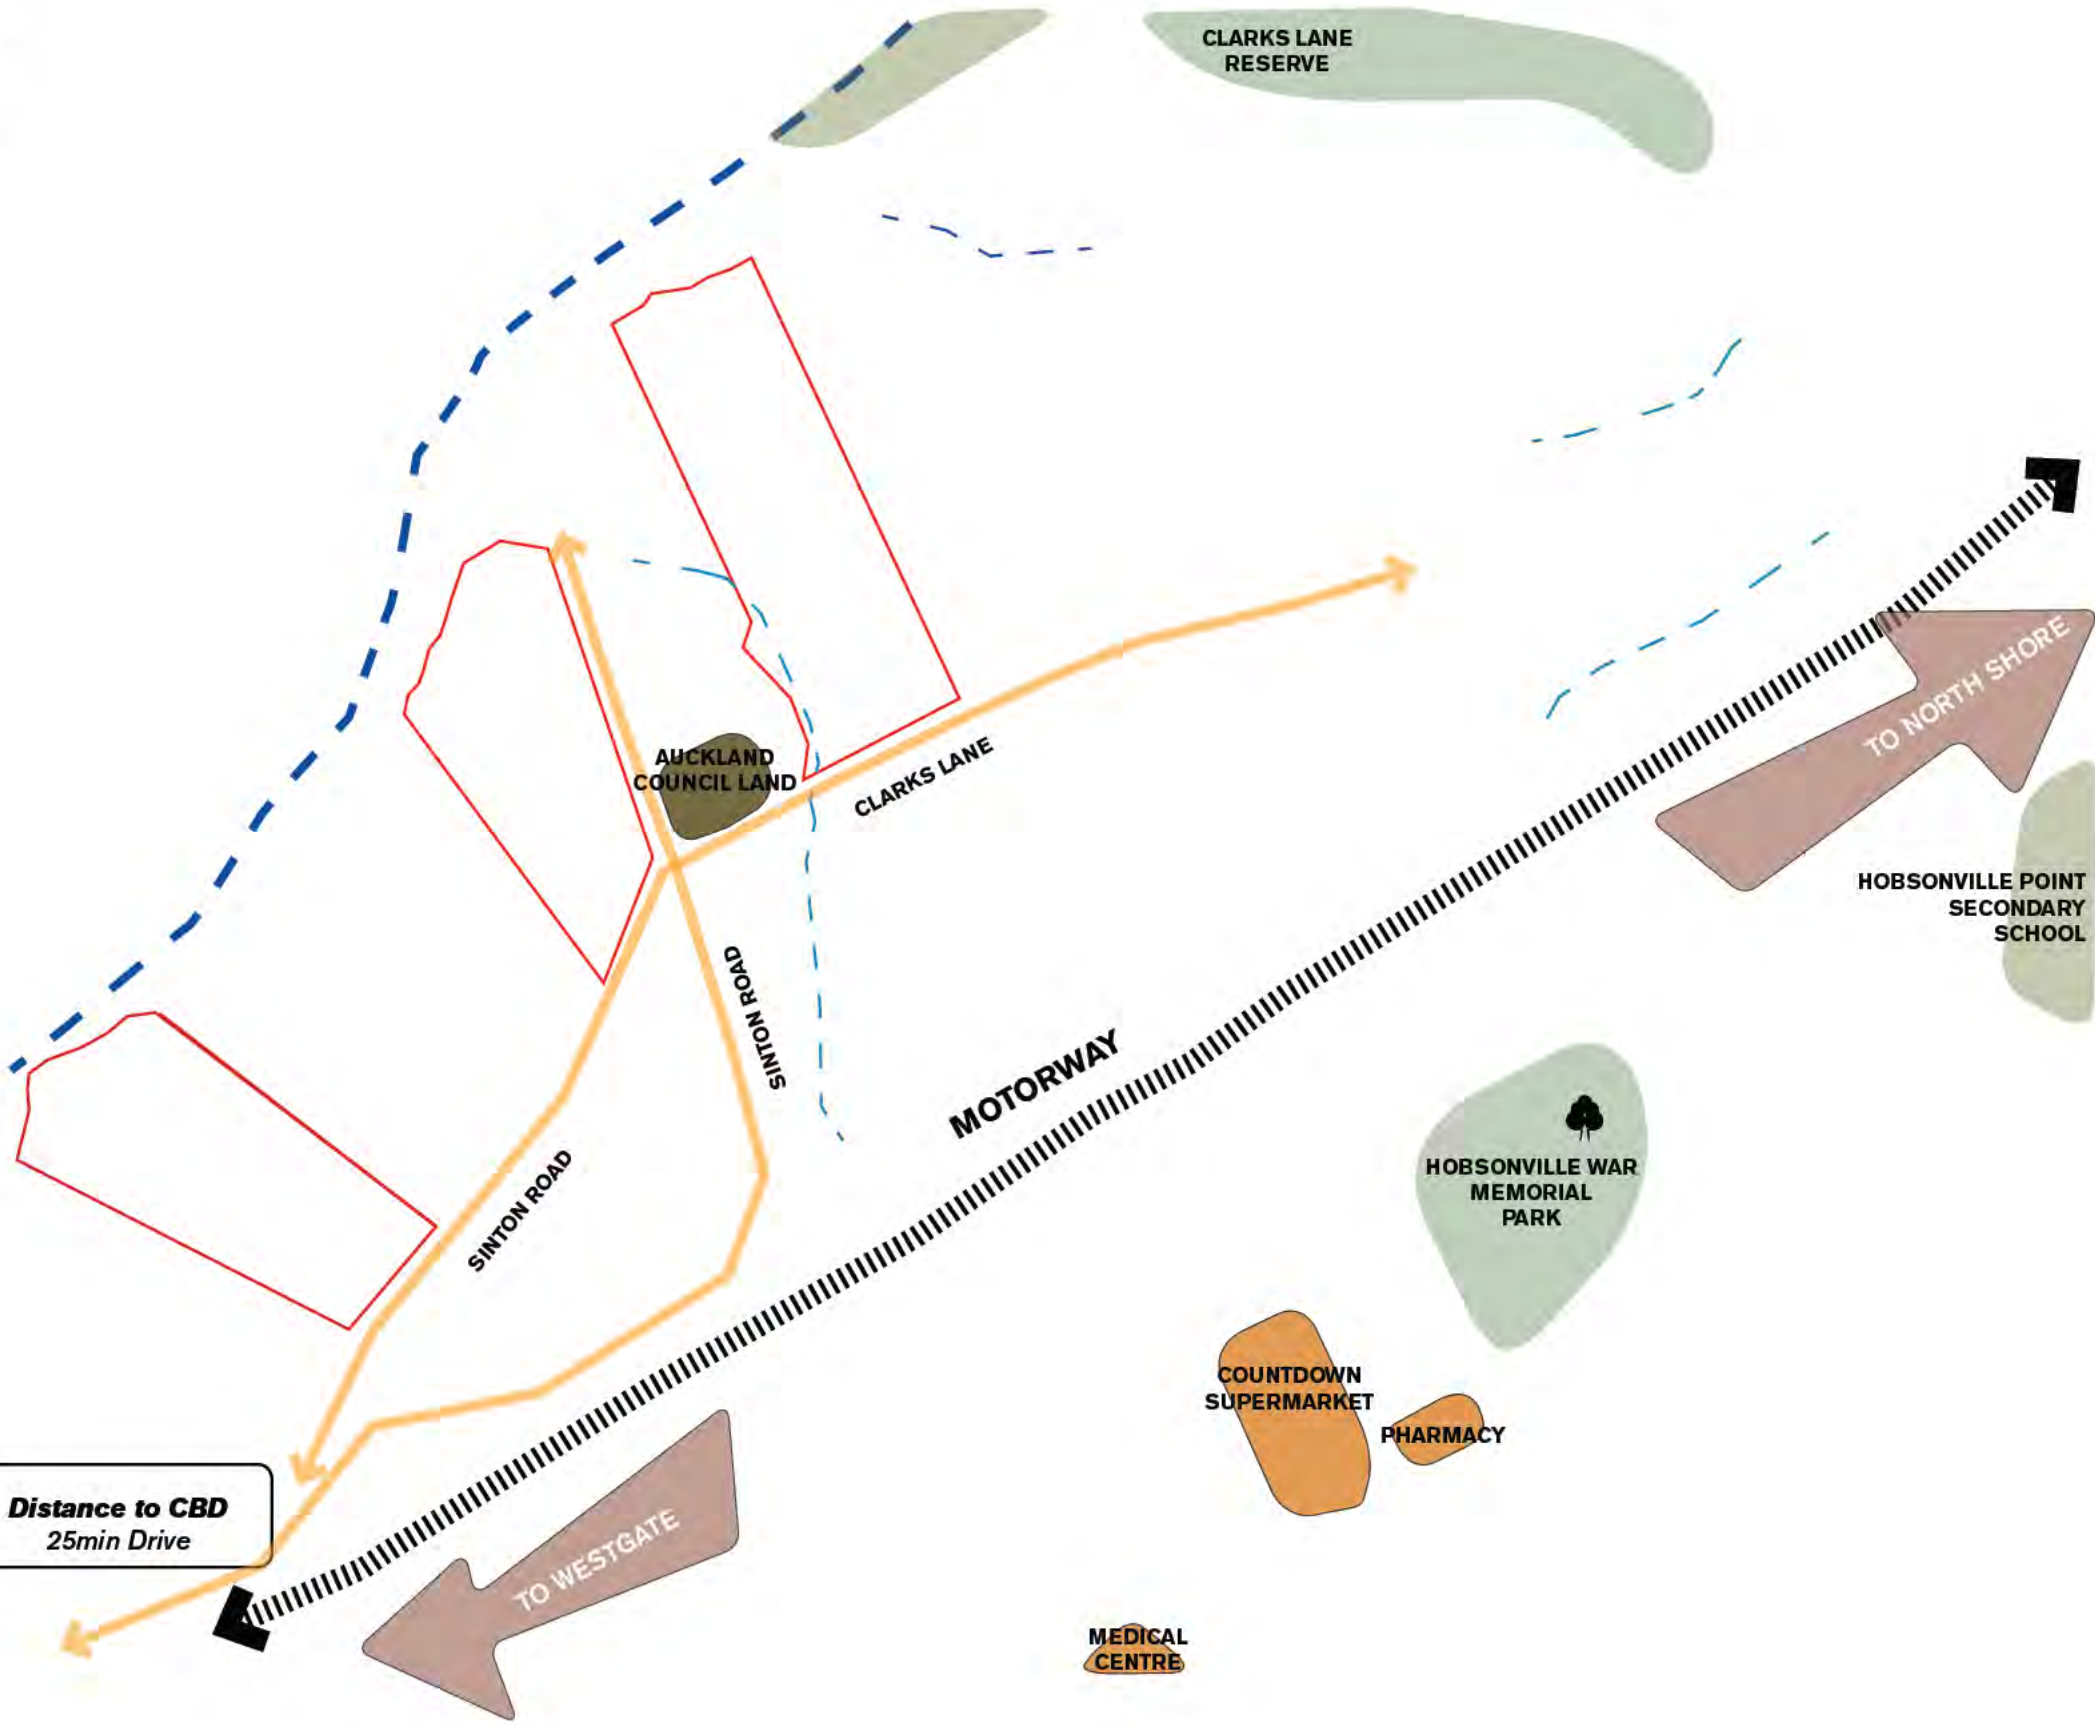 CLARKS LANE
RESERVE
TO NORTH SHORE
AUCKLAND
COUNCIL LAND
CLARKS LANE
HOBSONVILLE POINT
SECONDARY
SCHOOL
SINTON ROAD
MOTORWAY
HOBSONVILLE WAR
MEMORIAL
PARK
SINTON ROAD
COUNTDOWN
SUPERMARKET
PHARMACY
Distance to CBD
25min Drive
TO WESTGATE
MEDICAL
CENTRE